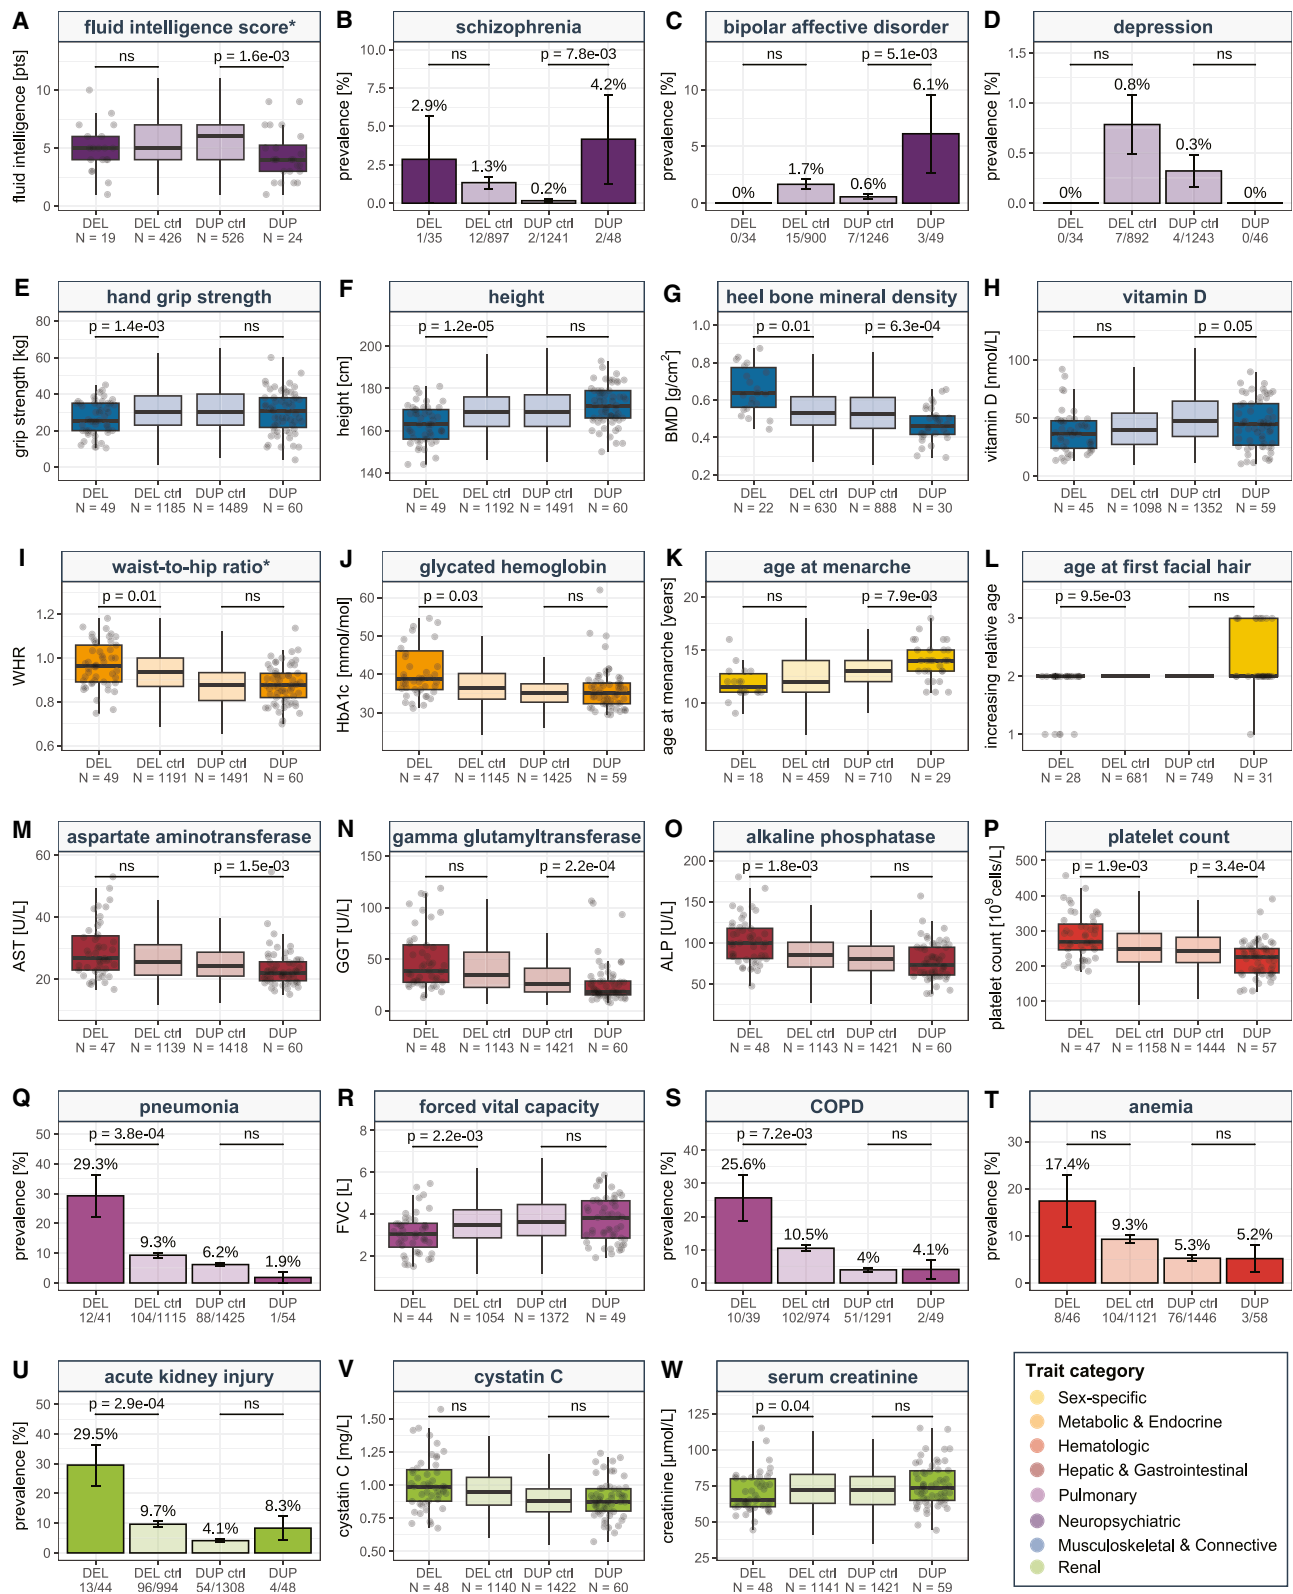 A
fluid intelligence score*
fluid intelligence [pts]
10
5
0
ns
p = 1.6e-03
DEL
DEL ctrl
DUP ctrl
DUP
N = 19
N = 426
N = 526
N = 24
B
schizophrenia
prevalence [%]
10.0
7.5
5.0
2.5
0.0
ns
p = 7.8e-03
2.9%
1.3%
0.2%
4.2%
DEL
DEL ctrl
DUP ctrl
DUP
1/35
12/897
2/1241
2/48
C
bipolar affective disorder
prevalence [%]
10.0
7.5
5.0
2.5
0.0
ns
p = 5.1e-03
0%
1.7%
0.6%
6.1%
DEL
DEL ctrl
DUP ctrl
DUP
0/34
15/900
7/1246
3/49
D
depression
prevalence [%]
1.5
1.0
0.5
0.0
ns
ns
0%
0.8%
0.3%
0%
DEL
DEL ctrl
DUP ctrl
DUP
0/34
7/892
4/1243
0/46
E
hand grip strength
grip strength [kg]
80
60
40
20
0
p = 1.4e-03
ns
DEL
DEL ctrl
DUP ctrl
DUP
N = 49
N = 1185
N = 1489
N = 60
F
height
height [cm]
200
180
160
140
p = 1.2e-05
ns
DEL
DEL ctrl
DUP ctrl
DUP
N = 49
N = 1192
N = 1491
N = 60
G
heel bone mineral density
BMD [g/cm²]
1.0
0.8
0.6
0.4
0.2
p = 0.01
p = 6.3e-04
DEL
DEL ctrl
DUP ctrl
DUP
N = 22
N = 630
N = 888
N = 30
H
vitamin D
vitamin D [nmol/L]
100
50
0
ns
p = 0.05
DEL
DEL ctrl
DUP ctrl
DUP
N = 45
N = 1098
N = 1352
N = 59
I
waist-to-hip ratio*
WHR
1.2
1.0
0.8
0.6
p = 0.01
ns
DEL
DEL ctrl
DUP ctrl
DUP
N = 49
N = 1191
N = 1491
N = 60
J
glycated hemoglobin
HbA1c [mmol/mol]
60
50
40
30
p = 0.03
ns
DEL
DEL ctrl
DUP ctrl
DUP
N = 47
N = 1145
N = 1425
N = 59
K
age at menarche
age at menarche [years]
20
15
10
ns
p = 7.9e-03
DEL
DEL ctrl
DUP ctrl
DUP
N = 18
N = 459
N = 710
N = 29
L
age at first facial hair
increasing relative age
3
2
1
p = 9.5e-03
ns
DEL
DEL ctrl
DUP ctrl
DUP
N = 28
N = 681
N = 749
N = 31
M
aspartate aminotransferase
AST [U/L]
60
40
20
ns
p = 1.5e-03
DEL
DEL ctrl
DUP ctrl
DUP
N = 47
N = 1139
N = 1418
N = 60
N
gamma glutamyltransferase
GGT [U/L]
150
100
50
0
ns
p = 2.2e-04
DEL
DEL ctrl
DUP ctrl
DUP
N = 48
N = 1143
N = 1421
N = 60
O
alkaline phosphatase
ALP [U/L]
200
150
100
50
p = 1.8e-03
ns
DEL
DEL ctrl
DUP ctrl
DUP
N = 48
N = 1143
N = 1421
N = 60
P
platelet count
platelet count [10⁹ cells/L]
500
400
300
200
100
p = 1.9e-03
p = 3.4e-04
DEL
DEL ctrl
DUP ctrl
DUP
N = 47
N = 1158
N = 1444
N = 57
Q
pneumonia
prevalence [%]
50
40
30
20
10
0
p = 3.8e-04
ns
29.3%
9.3%
6.2%
1.9%
DEL
DEL ctrl
DUP ctrl
DUP
12/41
104/1115
88/1425
1/54
R
forced vital capacity
FVC [L]
8
6
4
2
p = 2.2e-03
ns
DEL
DEL ctrl
DUP ctrl
DUP
N = 44
N = 1054
N = 1372
N = 49
S
COPD
prevalence [%]
50
40
30
20
10
0
p = 7.2e-03
ns
25.6%
10.5%
4%
4.1%
DEL
DEL ctrl
DUP ctrl
DUP
10/39
102/974
51/1291
2/49
T
anemia
prevalence [%]
30
20
10
0
ns
ns
17.4%
9.3%
5.3%
5.2%
DEL
DEL ctrl
DUP ctrl
DUP
8/46
104/1121
76/1446
3/58
U
acute kidney injury
prevalence [%]
50
40
30
20
10
0
p = 2.9e-04
ns
29.5%
9.7%
4.1%
8.3%
DEL
DEL ctrl
DUP ctrl
DUP
13/44
96/994
54/1308
4/48
V
cystatin C
cystatin C [mg/L]
1.50
1.25
1.00
0.75
0.50
ns
ns
DEL
DEL ctrl
DUP ctrl
DUP
N = 48
N = 1140
N = 1422
N = 60
W
serum creatinine
creatinine [μmol/L]
125
100
75
50
25
p = 0.04
ns
DEL
DEL ctrl
DUP ctrl
DUP
N = 48
N = 1141
N = 1421
N = 59
Trait category
Sex-specific
Metabolic & Endocrine
Hematologic
Hepatic & Gastrointestinal
Pulmonary
Neuropsychiatric
Musculoskeletal & Connective
Renal